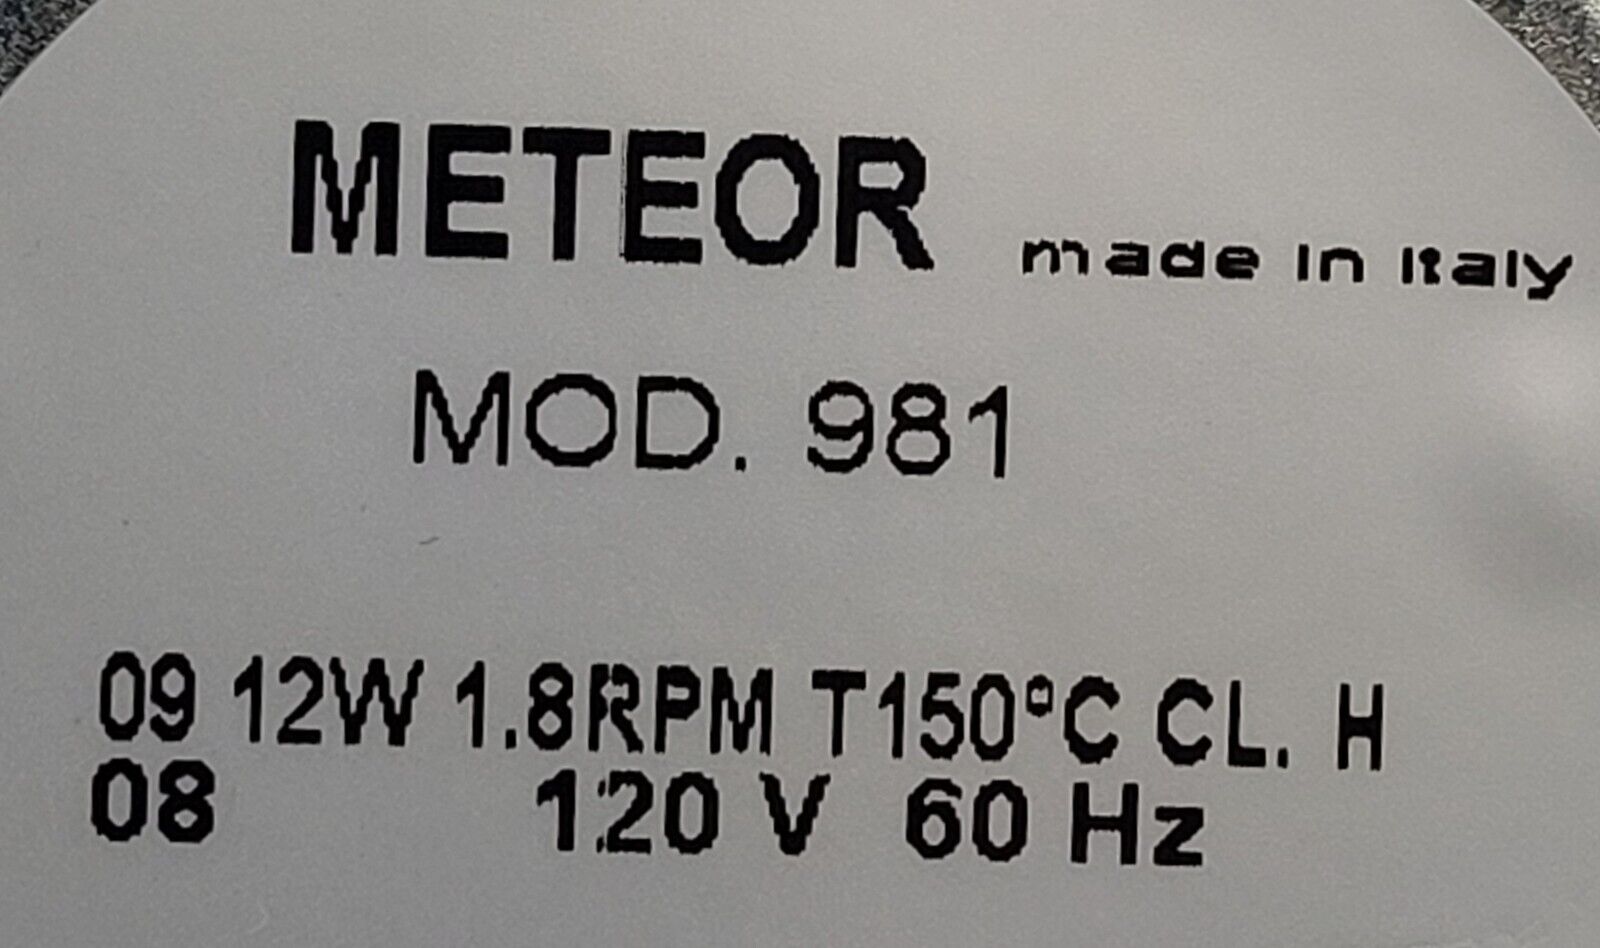 METEOR made in Italy
MOD. 981
09 12W 1.8RPM T150°C CL. H
08 120 V 60 Hz